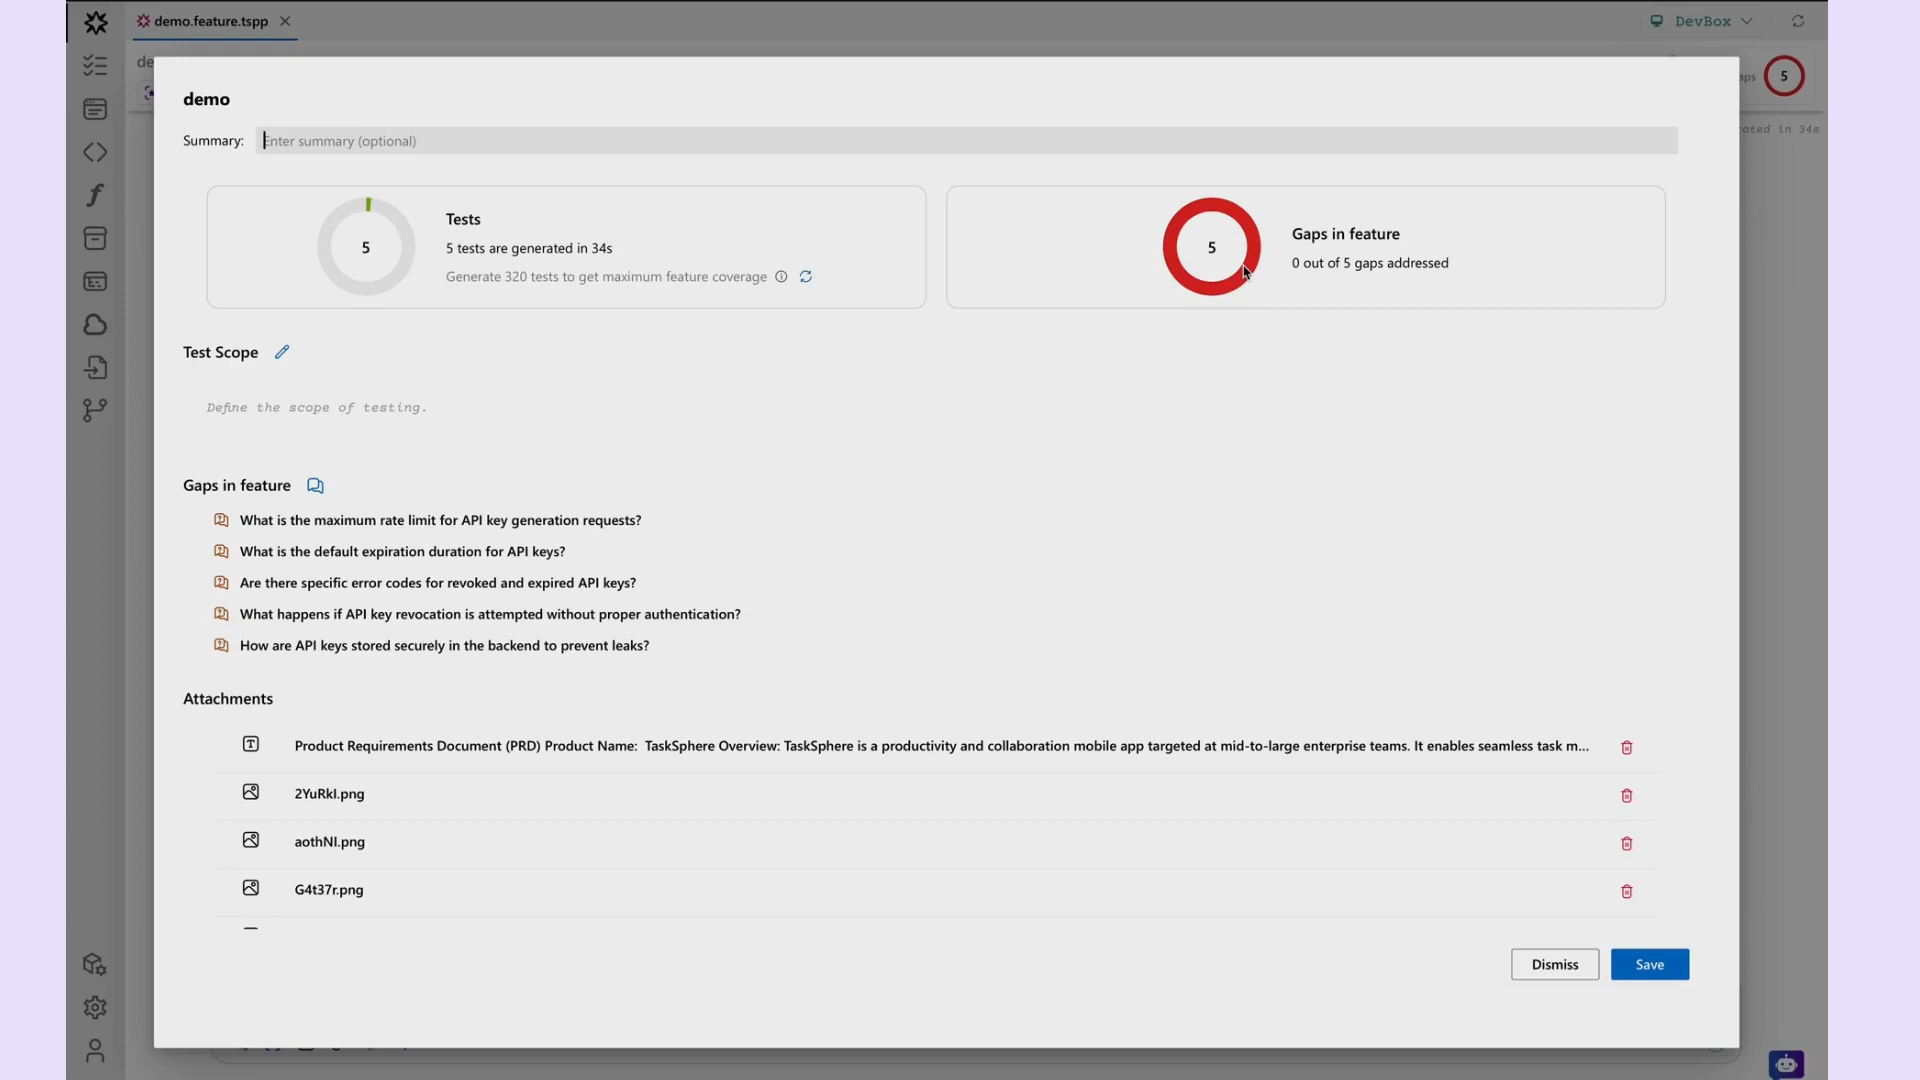 demo.feature.tspp
DevBox
de
aps
5
rated in 34s
demo
Summary:
Enter summary (optional)
5
Tests
5 tests are generated in 34s
Generate 320 tests to get maximum feature coverage
5
Gaps in feature
0 out of 5 gaps addressed
Test Scope
Define the scope of testing.
Gaps in feature
What is the maximum rate limit for API key generation requests?
What is the default expiration duration for API keys?
Are there specific error codes for revoked and expired API keys?
What happens if API key revocation is attempted without proper authentication?
How are API keys stored securely in the backend to prevent leaks?
Attachments
Product Requirements Document (PRD) Product Name:  TaskSphere Overview: TaskSphere is a productivity and collaboration mobile app targeted at mid-to-large enterprise teams. It enables seamless task m...
2YuRkI.png
aothNI.png
G4t37r.png
Dismiss
Save